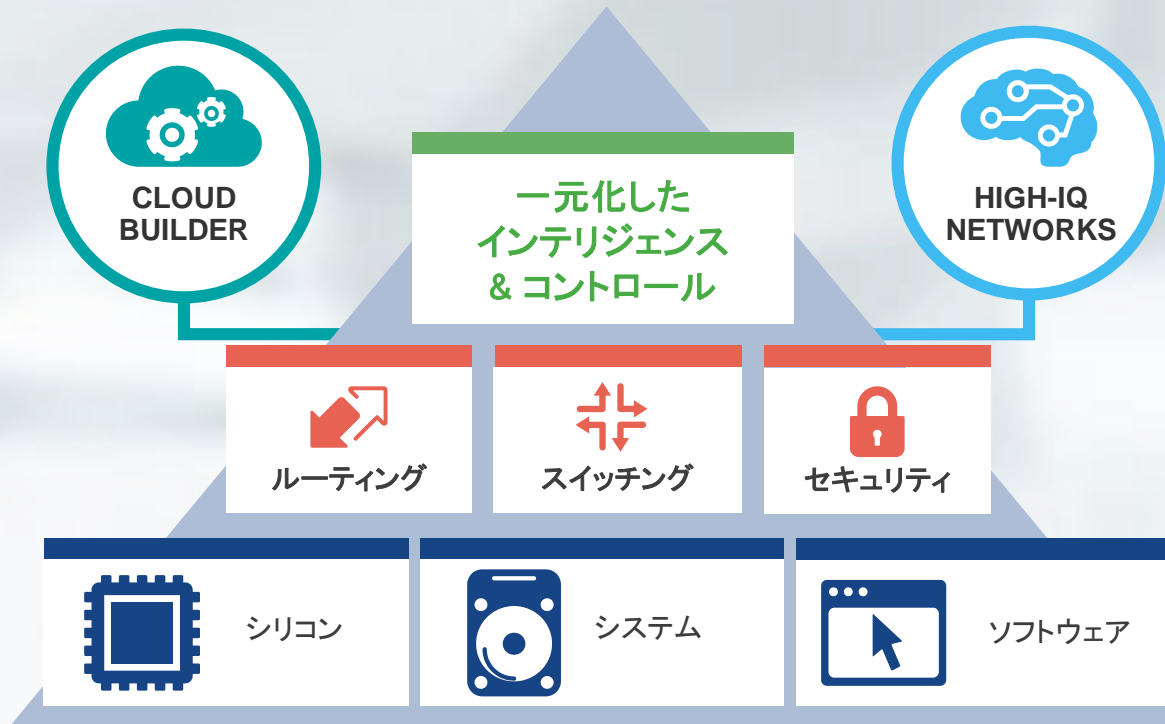 CLOUD
BUILDER
HIGH-IQ
NETWORKS
一元化した
インテリジェンス
& コントロール
ルーティング
スイッチング
セキュリティ
シリコン
システム
ソフトウェア